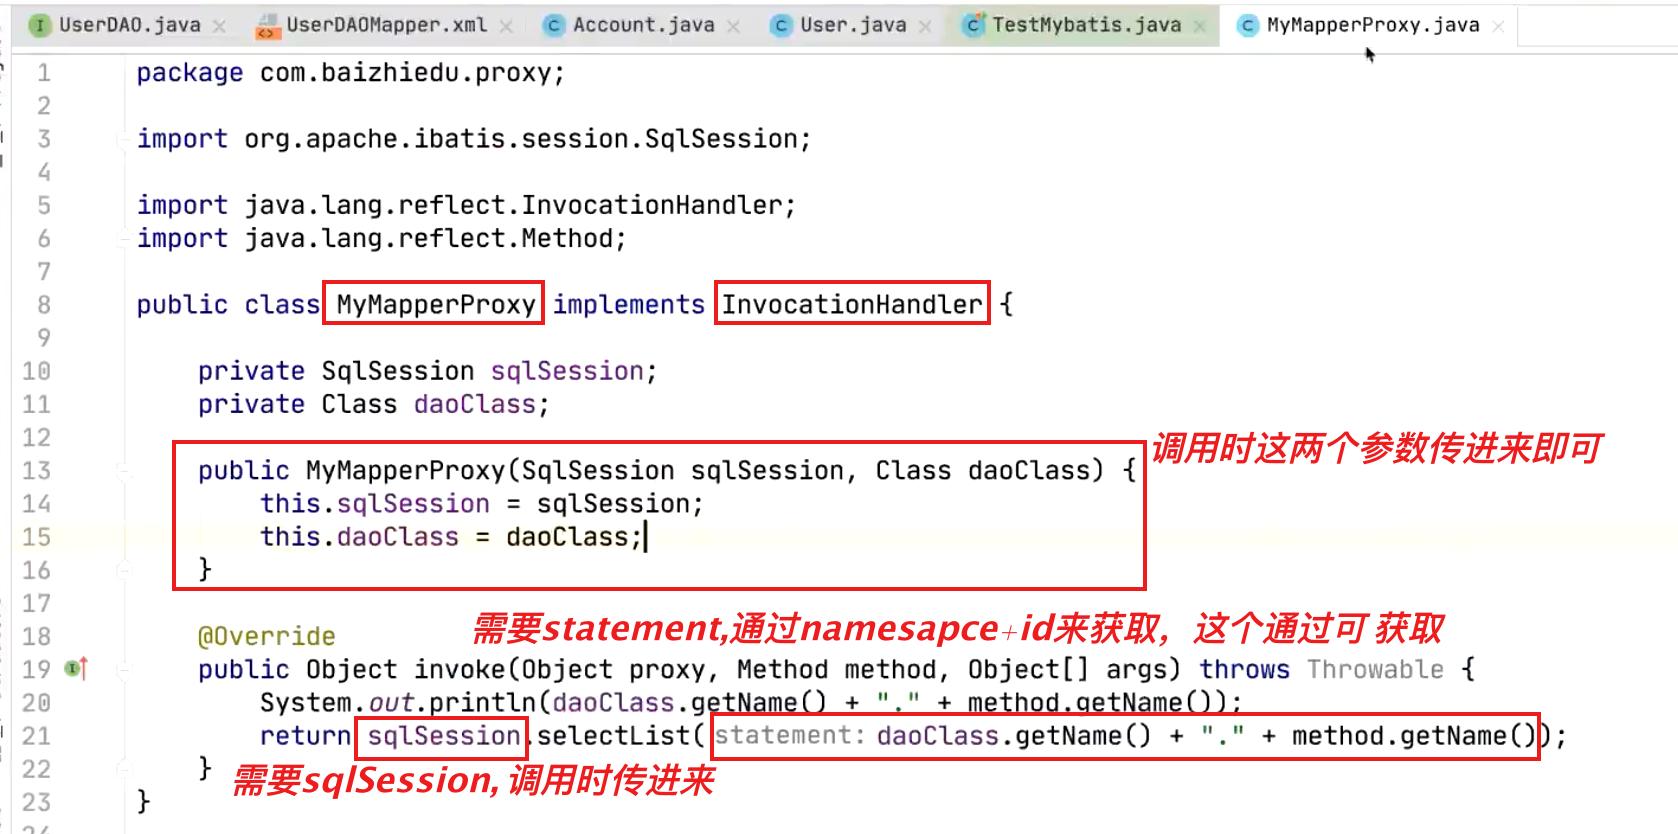 UserDAO.java UserDAOMapper.xml Account.java User.java TestMybatis.java MyMapperProxy.java
1 package com.baizhiedu.proxy;
2
3 import org.apache.ibatis.session.SqlSession;
4
5 import java.lang.reflect.InvocationHandler;
6 import java.lang.reflect.Method;
7
8 public class MyMapperProxy implements InvocationHandler {
9
10 private SqlSession sqlSession;
11 private Class daoClass;
12
调用时这两个参数传进来即可
13 public MyMapperProxy(SqlSession sqlSession, Class daoClass) {
14 this.sqlSession = sqlSession;
15 this.daoClass = daoClass;
16 }
17
需要statement,通过namesapce+id来获取，这个通过可 获取
18 @Override
19 public Object invoke(Object proxy, Method method, Object[] args) throws Throwable {
20 System.out.println(daoClass.getName() + "." + method.getName());
21 return sqlSession.selectList( statement: daoClass.getName() + "." + method.getName());
22 }
需要sqlSession, 调用时传进来
23 }
24